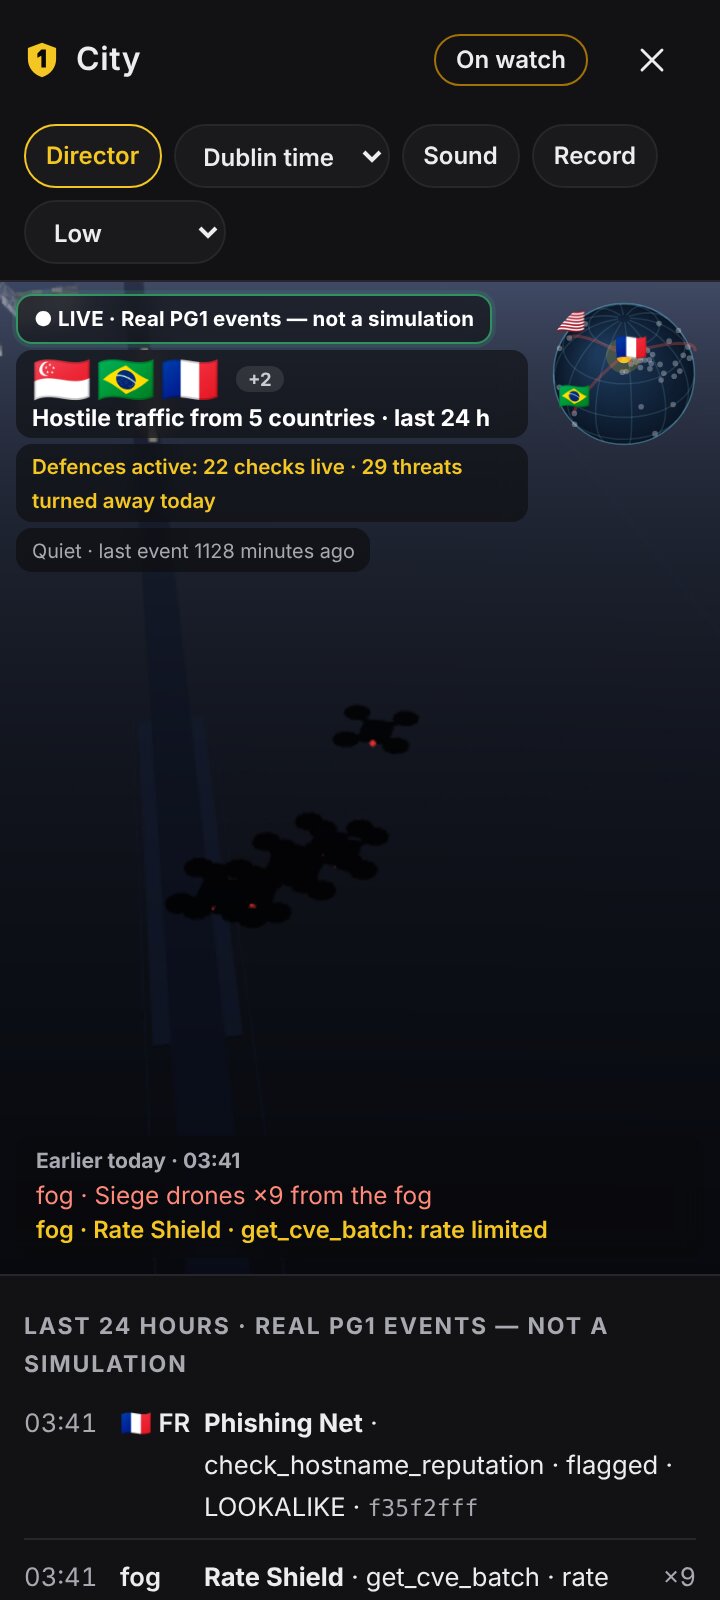 1 City
On watch
Director
Dublin time
Sound
Record
Low
LIVE · Real PG1 events — not a simulation
+2
Hostile traffic from 5 countries · last 24 h
Defences active: 22 checks live · 29 threats
turned away today
Quiet · last event 1128 minutes ago
Earlier today · 03:41
fog · Siege drones ×9 from the fog
fog · Rate Shield · get_cve_batch: rate limited
LAST 24 HOURS · REAL PG1 EVENTS — NOT A
SIMULATION
03:41 🇫🇷 FR Phishing Net ·
check_hostname_reputation · flagged ·
LOOKALIKE · f35f2fff
03:41 fog Rate Shield · get_cve_batch · rate ×9